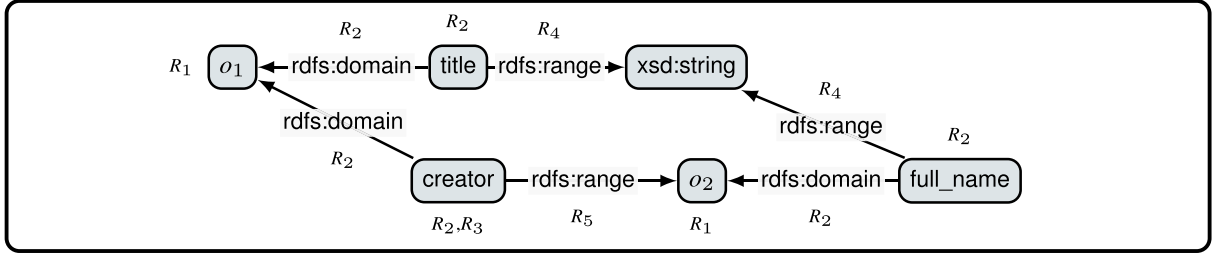 R₂ R₂ R₄
R₁ o₁ rdfs:domain title rdfs:range xsd:string
R₄
rdfs:domain rdfs:range
R₂ R₂
creator rdfs:range o₂ rdfs:domain full_name
R₂,R₃ R₅ R₁ R₂